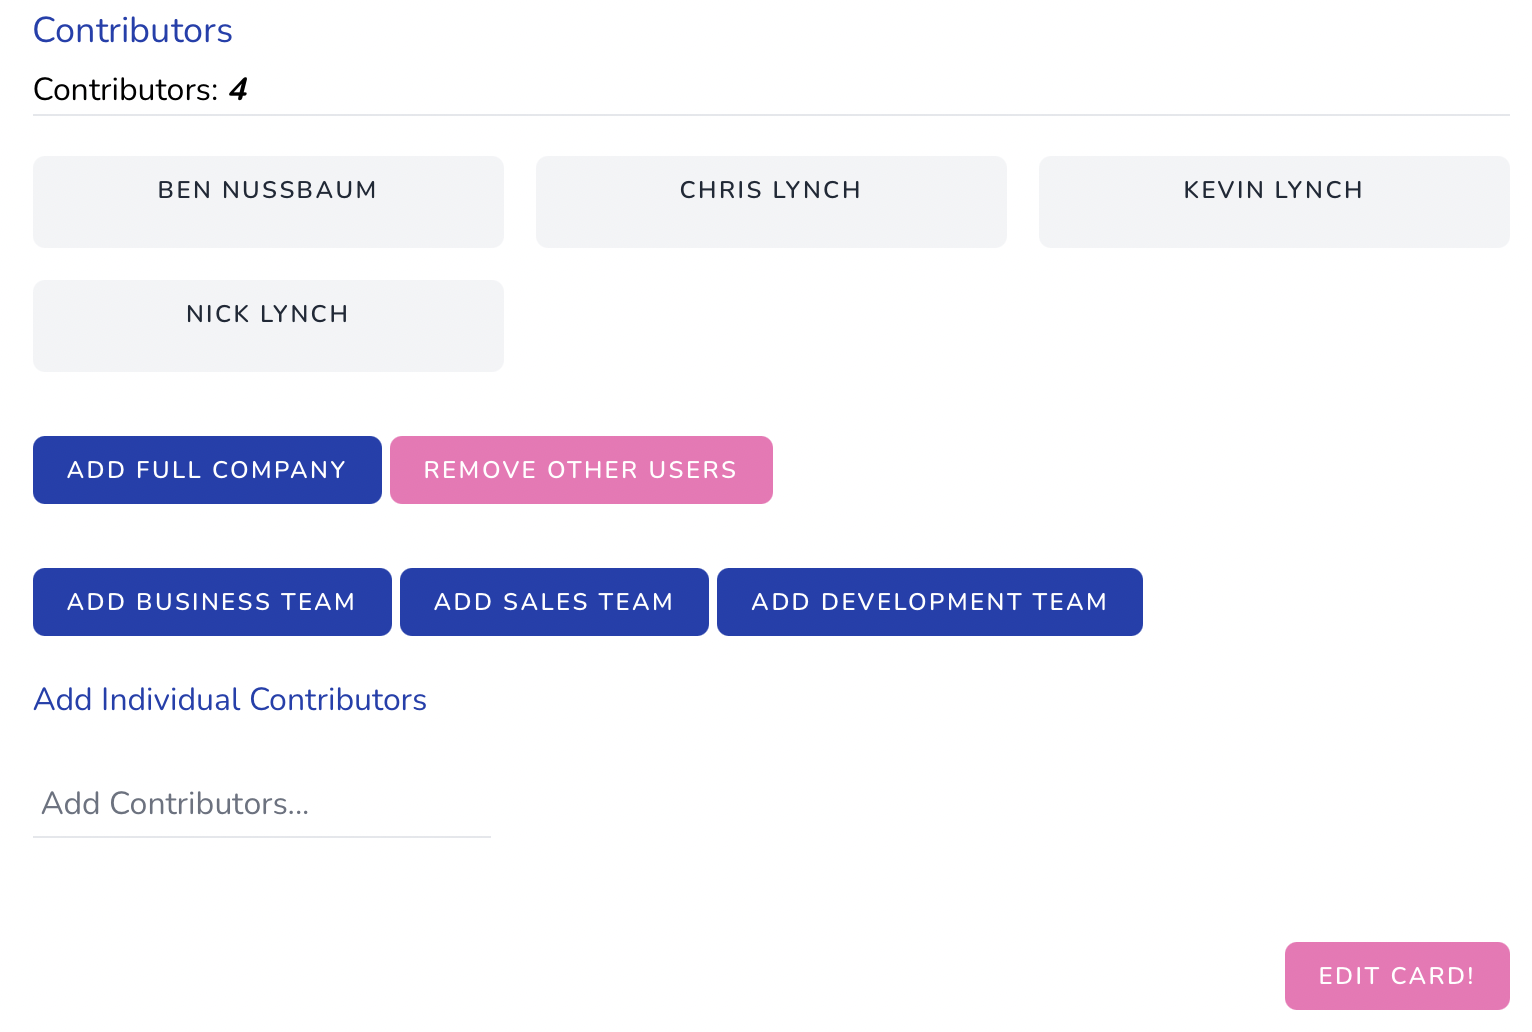 Contributors
Contributors: 4
BEN NUSSBAUM CHRIS LYNCH KEVIN LYNCH
NICK LYNCH
ADD FULL COMPANY REMOVE OTHER USERS
ADD BUSINESS TEAM ADD SALES TEAM ADD DEVELOPMENT TEAM
Add Individual Contributors
Add Contributors...
EDIT CARD!